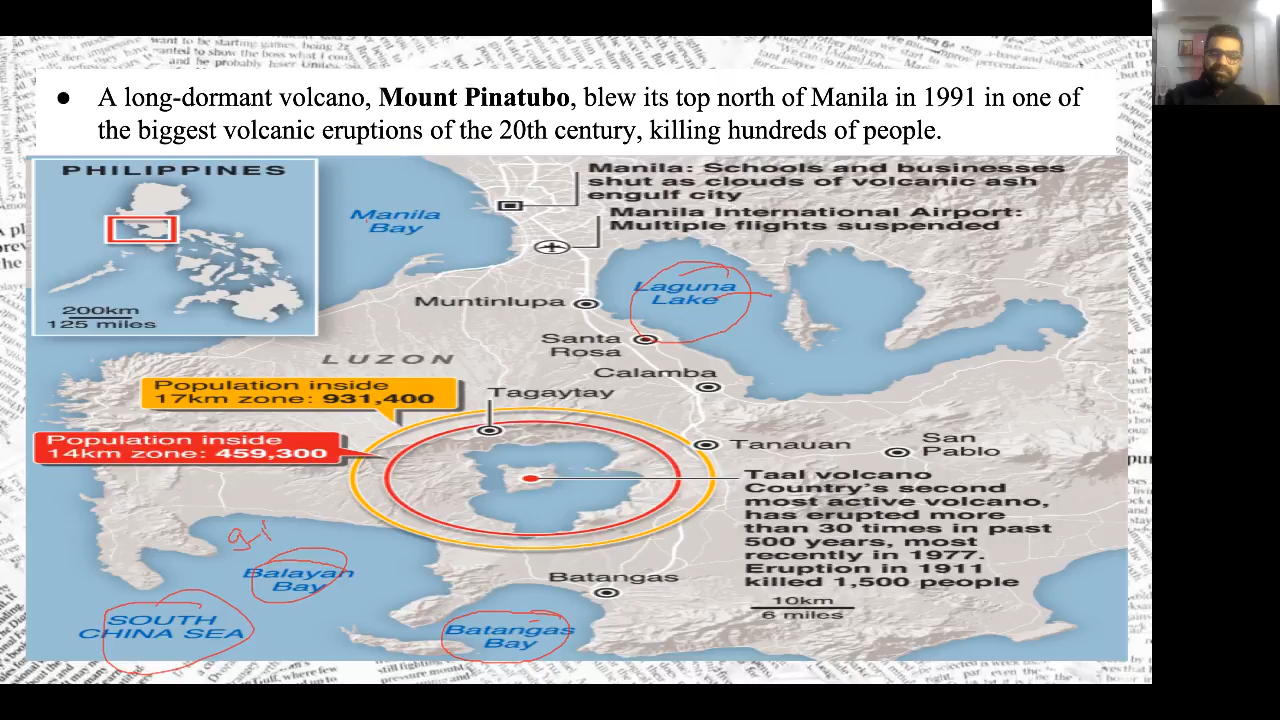 ● A long-dormant volcano, Mount Pinatubo, blew its top north of Manila in 1991 in one of
the biggest volcanic eruptions of the 20th century, killing hundreds of people.
PHILIPPINES
200km
125 miles
Manila
Bay
Manila: Schools and businesses
shut as clouds of volcanic ash
engulf city
Manila International Airport:
Multiple flights suspended
Laguna
Lake
Muntinlupa
Santa
Rosa
LUZON
Calamba
Population inside
17km zone: 931,400
Tagaytay
Population inside
14km zone: 459,300
Tanauan
San
Pablo
Taal volcano
Country's second
most active volcano,
has erupted more
than 30 times in past
500 years, most
recently in 1977.
Eruption in 1911
killed 1,500 people
Balayan
Bay
Batangas
10km
6 miles
SOUTH
CHINA SEA
Batangas
Bay